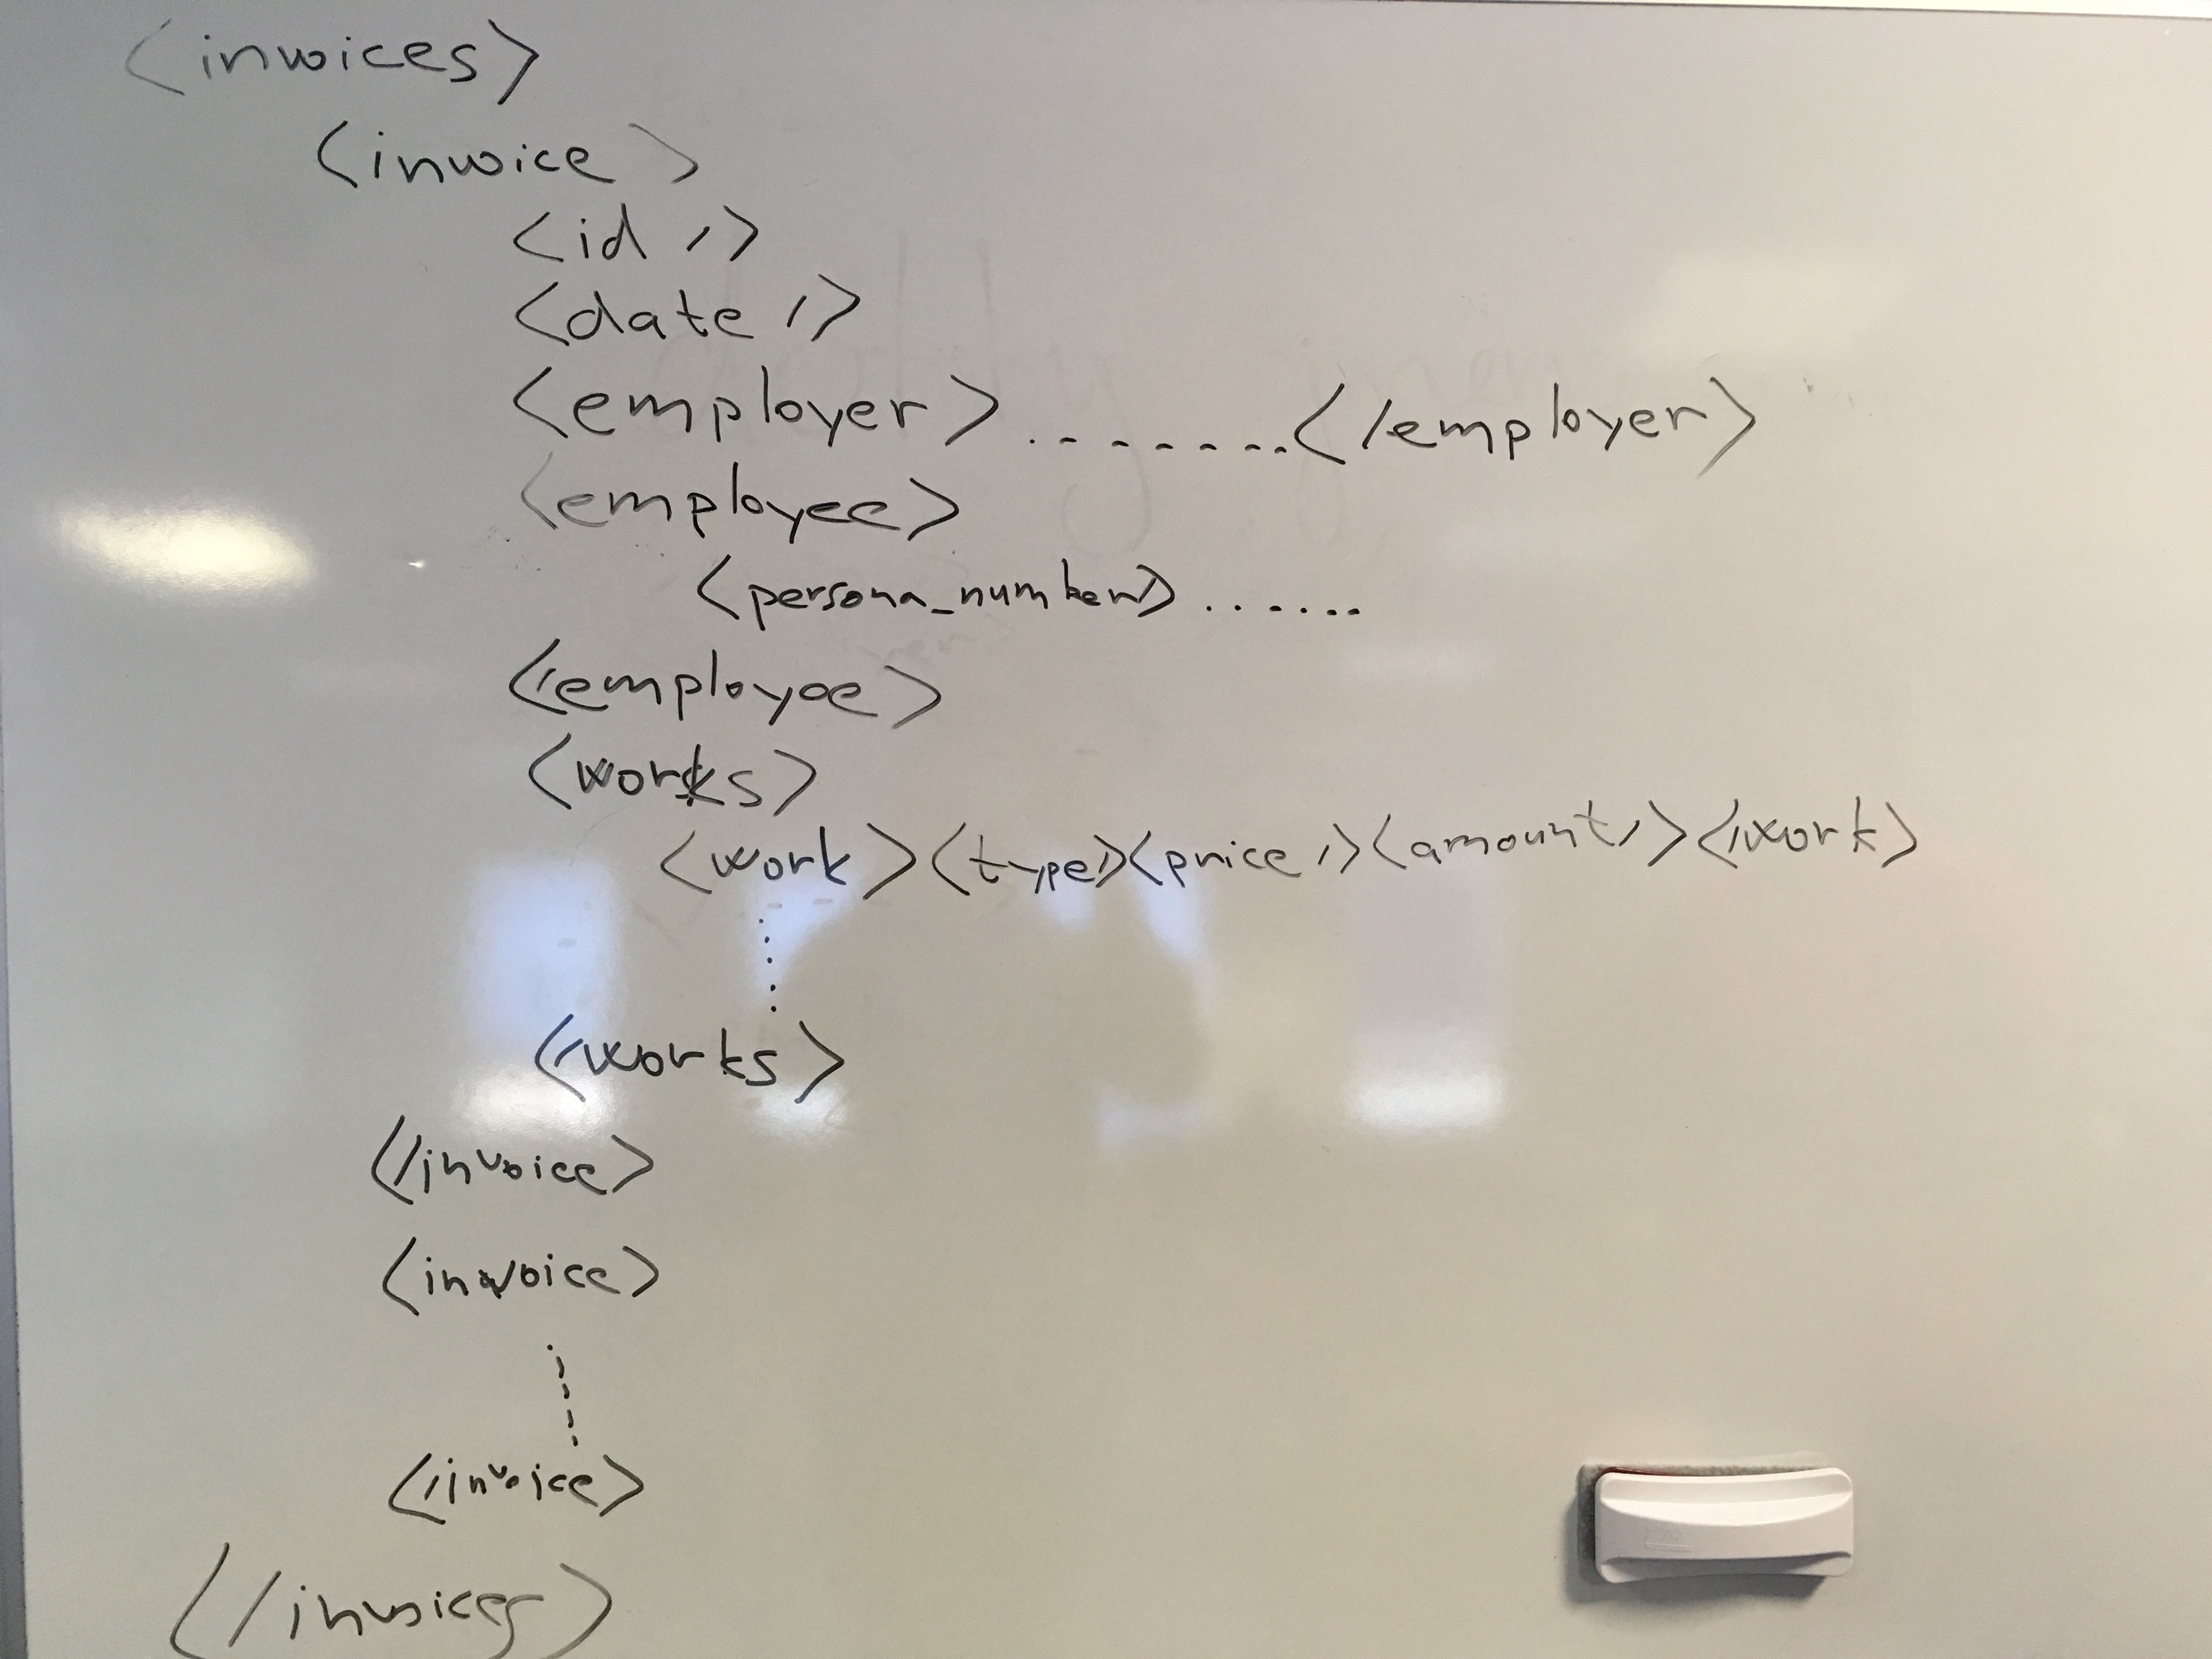 <invoices>
<invoice>
<id />
<date />
<employer>........</employer>
<employee>
<persona_number/>.......
</employee>
<works>
<work><type/><price/><amount/></work>
.....
</works>
</invoice>
<invoice>
.....
</invoice>
</invoices>